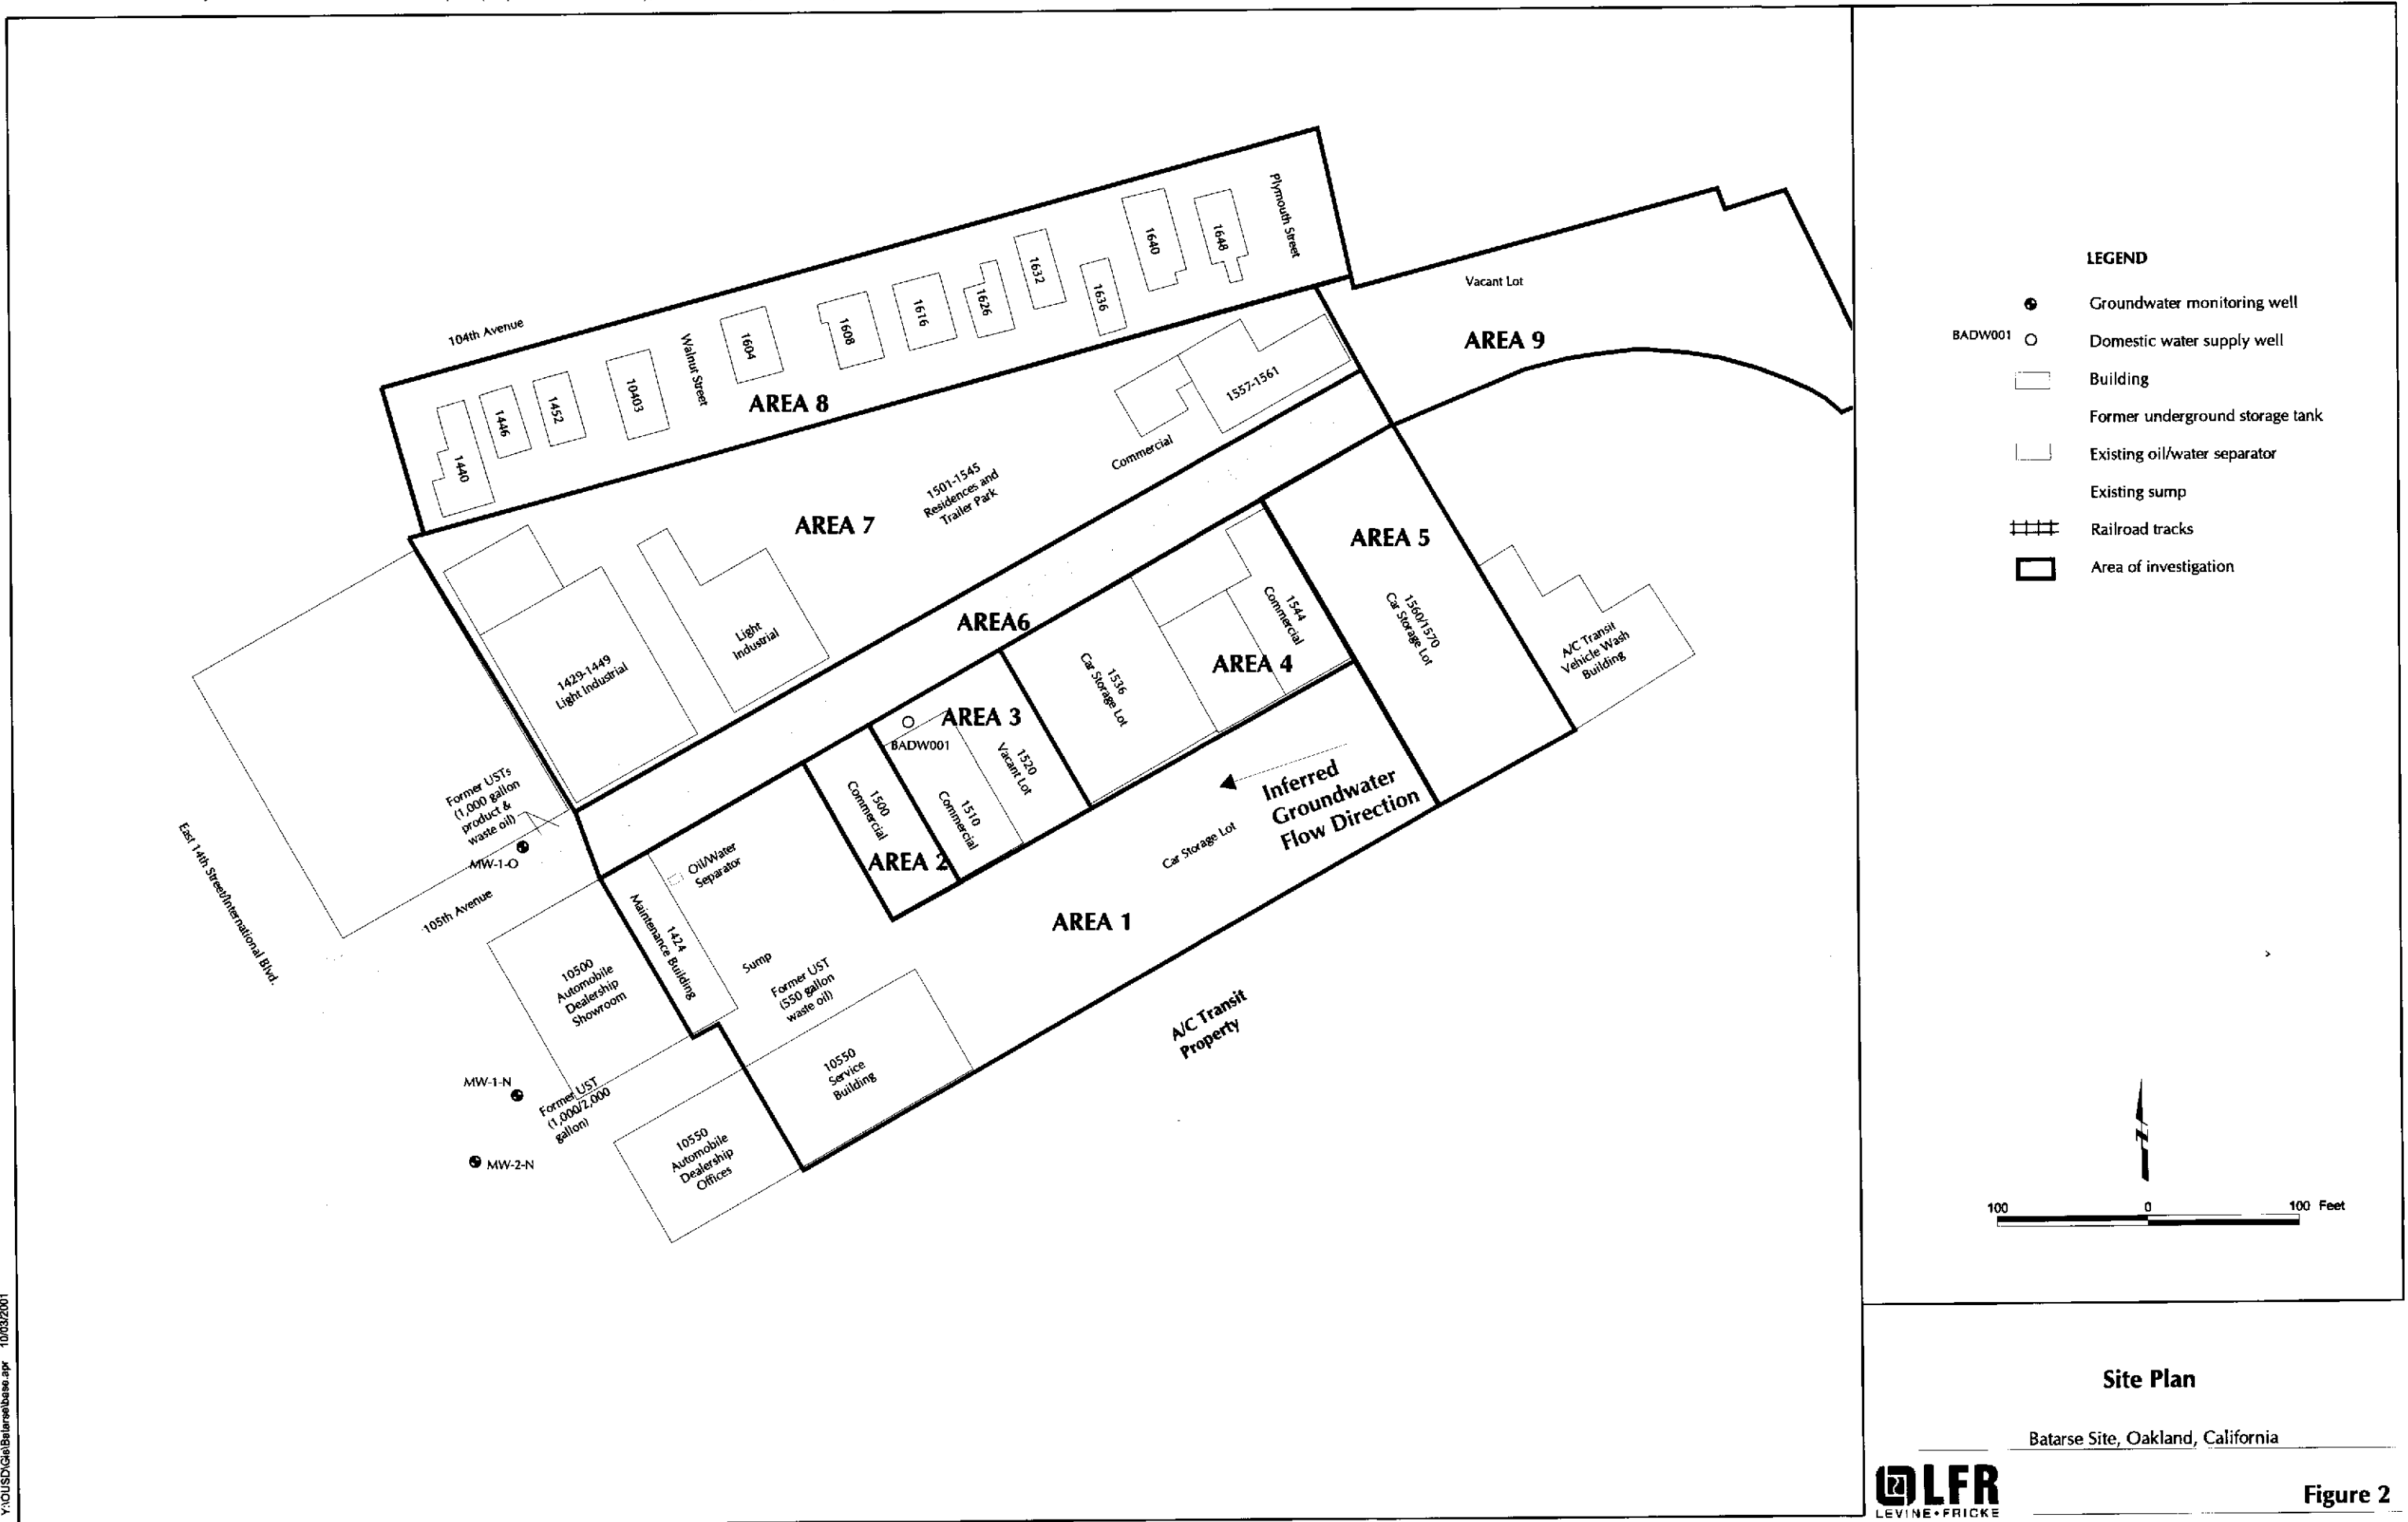 104th Avenue
Plymouth Street
1648
1640
1636
1632
1626
1616
1608
1604
Walnut Street
10403
1452
1446
1440
AREA 8
Vacant Lot
AREA 9
1557-1561
Commercial
1501-1545
Residences and
Trailer Park
AREA 7
Light
Industrial
1429-1449
Light Industrial
AREA6
AREA 5
1560/1570
Car Storage Lot
A/C Transit
Vehicle Wash
Building
1544
Commercial
AREA 4
1536
Car Storage Lot
AREA 3
BADW001
1520
Vacant Lot
1510
Commercial
1500
Commercial
AREA 2
Inferred
Groundwater
Flow Direction
Car Storage Lot
AREA 1
Former USTs
(1,000 gallon
product &
waste oil)
MW-1-O
105th Avenue
East 14th Street/International Blvd.
Oil/Water
Separator
1424
Maintenance Building
Sump
Former UST
(550 gallon
waste oil)
10500
Automobile
Dealership
Showroom
10550
Service
Building
A/C Transit
Property
MW-1-N
Former UST
(1,000/2,000
gallon)
MW-2-N
10550
Automobile
Dealership
Offices
LEGEND
Groundwater monitoring well
BADW001 Domestic water supply well
Building
Former underground storage tank
Existing oil/water separator
Existing sump
Railroad tracks
Area of investigation
N
100 0 100 Feet
Site Plan
Batarse Site, Oakland, California
LFR
LEVINE•FRICKE
Figure 2
Y:\OUSD\Gis\Batarse\base.apr 10/03/2001